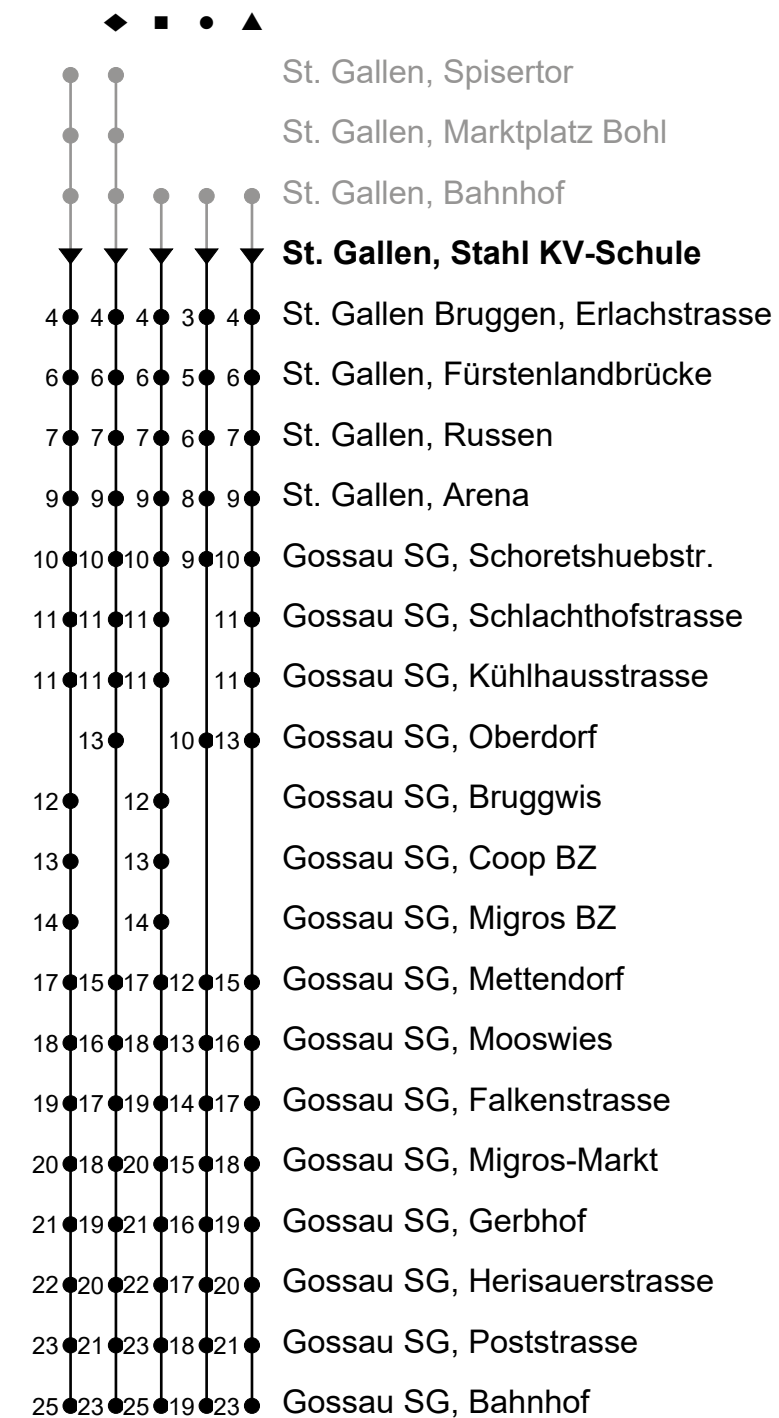 ◆ ■ ● ▲
St. Gallen, Spisertor
St. Gallen, Marktplatz Bohl
St. Gallen, Bahnhof
St. Gallen, Stahl KV-Schule
4 4 4 3 4 St. Gallen Bruggen, Erlachstrasse
6 6 6 5 6 St. Gallen, Fürstenlandbrücke
7 7 7 6 7 St. Gallen, Russen
9 9 9 8 9 St. Gallen, Arena
10 10 10 9 10 Gossau SG, Schoretshuebstr.
11 11 11 11 Gossau SG, Schlachthofstrasse
11 11 11 11 Gossau SG, Kühlhausstrasse
13 10 13 Gossau SG, Oberdorf
12 12 Gossau SG, Bruggwis
13 13 Gossau SG, Coop BZ
14 14 Gossau SG, Migros BZ
17 15 17 12 15 Gossau SG, Mettendorf
18 16 18 13 16 Gossau SG, Mooswies
19 17 19 14 17 Gossau SG, Falkenstrasse
20 18 20 15 18 Gossau SG, Migros-Markt
21 19 21 16 19 Gossau SG, Gerbhof
22 20 22 17 20 Gossau SG, Herisauerstrasse
23 21 23 18 21 Gossau SG, Poststrasse
25 23 25 19 23 Gossau SG, Bahnhof